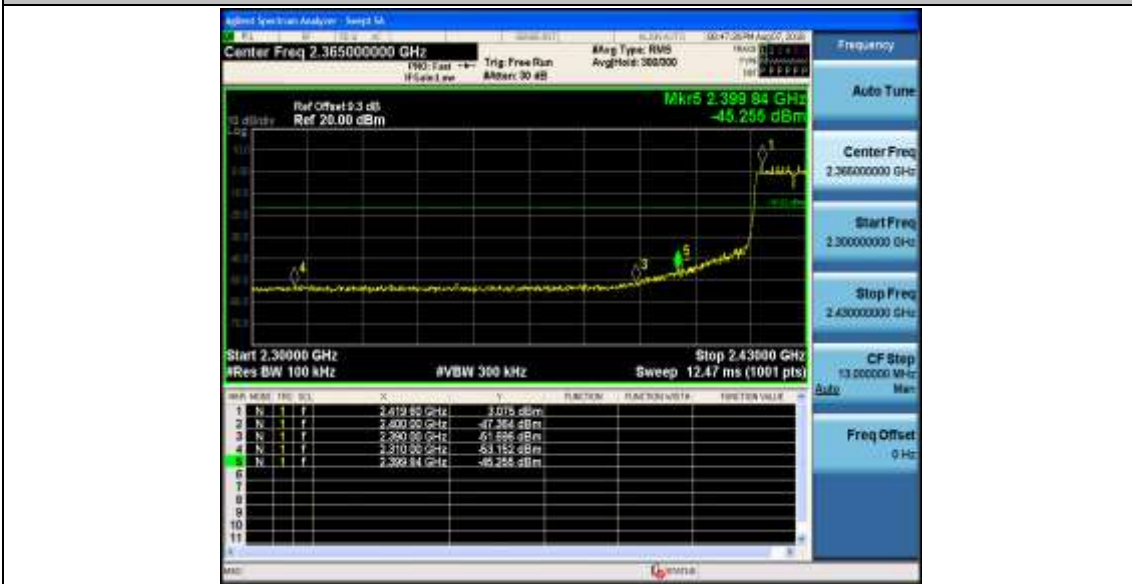 Agilent Spectrum Analyzer - Swept SA
Center Freq 2.365000000 GHz
PNO: Fast
IFGain:Low
Trig: Free Run
#Atten: 30 dB
#Avg Type: RMS
Avg|Hold: 300/300
Frequency
Auto Tune
Mkr5 2.399 84 GHz
-45.255 dBm
Ref Offset 9.3 dB
10 dB/div Ref 20.00 dBm
Log
1
3
4
5
Center Freq
2.365000000 GHz
Start Freq
2.300000000 GHz
Stop Freq
2.430000000 GHz
Start 2.30000 GHz
Stop 2.43000 GHz
#Res BW 100 kHz
#VBW 300 kHz
Sweep 12.47 ms (1001 pts)
CF Step
13.000000 MHz
Auto Man
Freq Offset
0 Hz
MKR MODE TRC SCL X Y FUNCTION FUNCTION WIDTH FUNCTION VALUE
1 N 1 f 2.419 60 GHz 3.075 dBm
2 N 1 f 2.400 00 GHz -47.364 dBm
3 N 1 f 2.390 00 GHz
4 N 1 f 2.310 00 GHz -53.152 dBm
5 N 1 f 2.399 84 GHz -45.255 dBm
6
7
8
9
10
11
MSG
STATUS